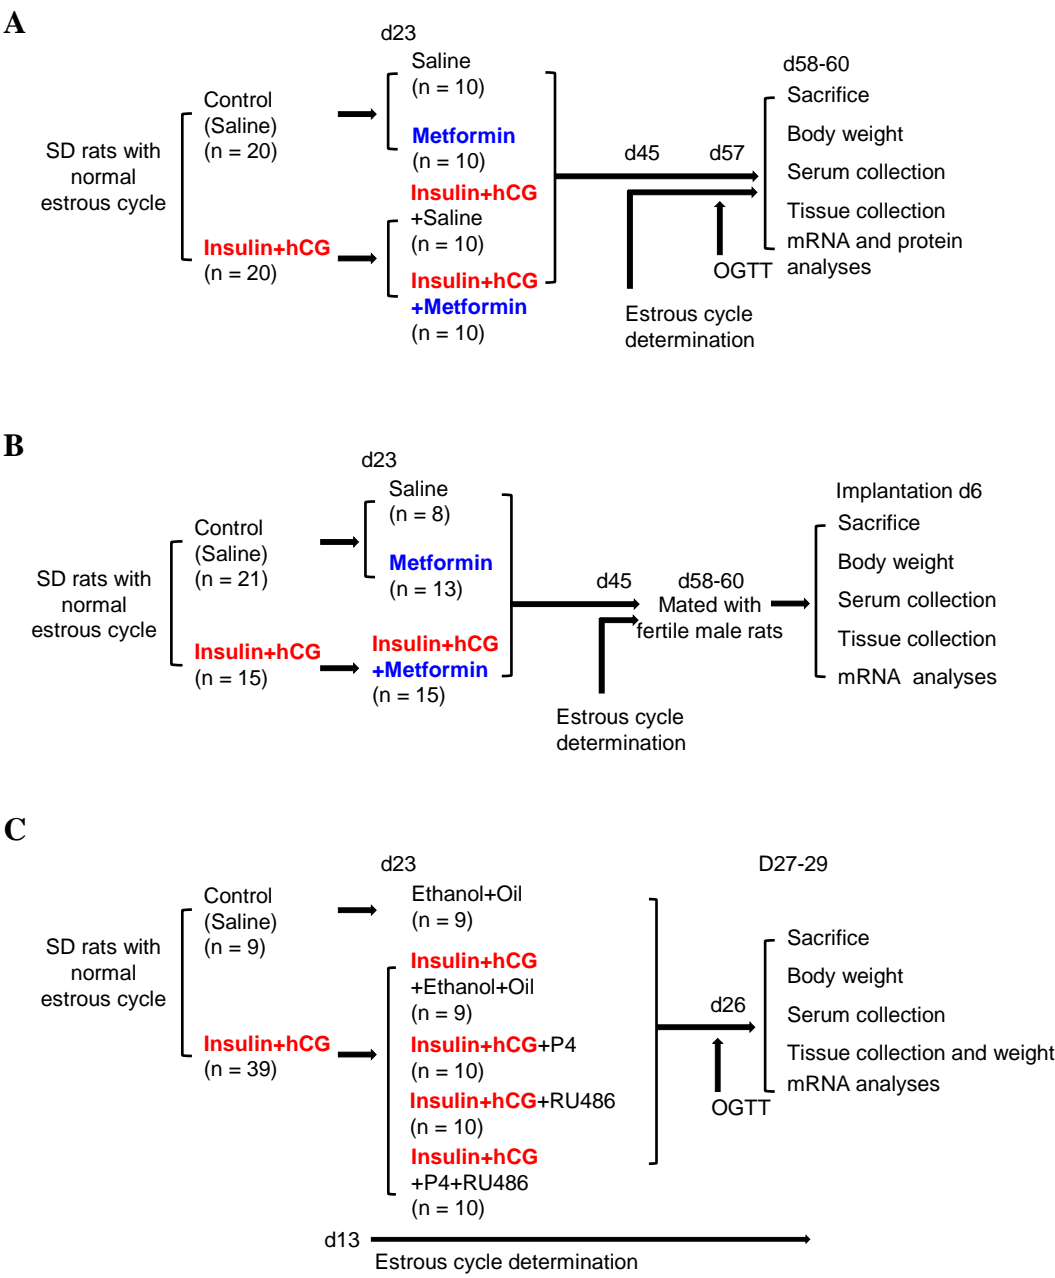 A
SD rats with
normal
estrous cycle
Control
(Saline)
(n = 20)
Insulin+hCG
(n = 20)
d23
Saline
(n = 10)
Metformin
(n = 10)
Insulin+hCG
+Saline
(n = 10)
Insulin+hCG
+Metformin
(n = 10)
d45
d57
OGTT
Estrous cycle
determination
d58-60
Sacrifice
Body weight
Serum collection
Tissue collection
mRNA and protein
analyses
B
SD rats with
normal
estrous cycle
Control
(Saline)
(n = 21)
Insulin+hCG
(n = 15)
d23
Saline
(n = 8)
Metformin
(n = 13)
Insulin+hCG
+Metformin
(n = 15)
d45
Estrous cycle
determination
d58-60
Mated with
fertile male rats
Implantation d6
Sacrifice
Body weight
Serum collection
Tissue collection
mRNA  analyses
C
SD rats with
normal
estrous cycle
Control
(Saline)
(n = 9)
Insulin+hCG
(n = 39)
d23
Ethanol+Oil
(n = 9)
Insulin+hCG
+Ethanol+Oil
(n = 9)
Insulin+hCG+P4
(n = 10)
Insulin+hCG+RU486
(n = 10)
Insulin+hCG
+P4+RU486
(n = 10)
d26
OGTT
D27-29
Sacrifice
Body weight
Serum collection
Tissue collection and weight
mRNA analyses
d13
Estrous cycle determination